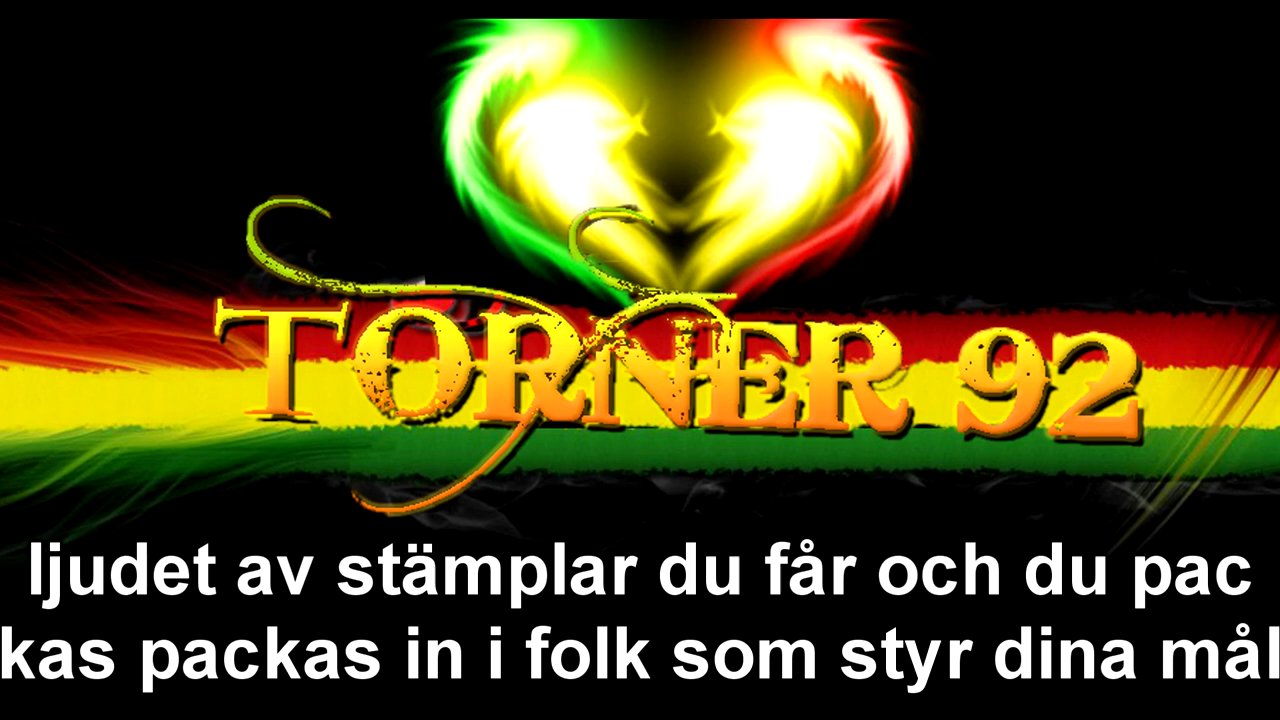 TORNER 92
ljudet av stämplar du får och du pac
kas packas in i folk som styr dina mål